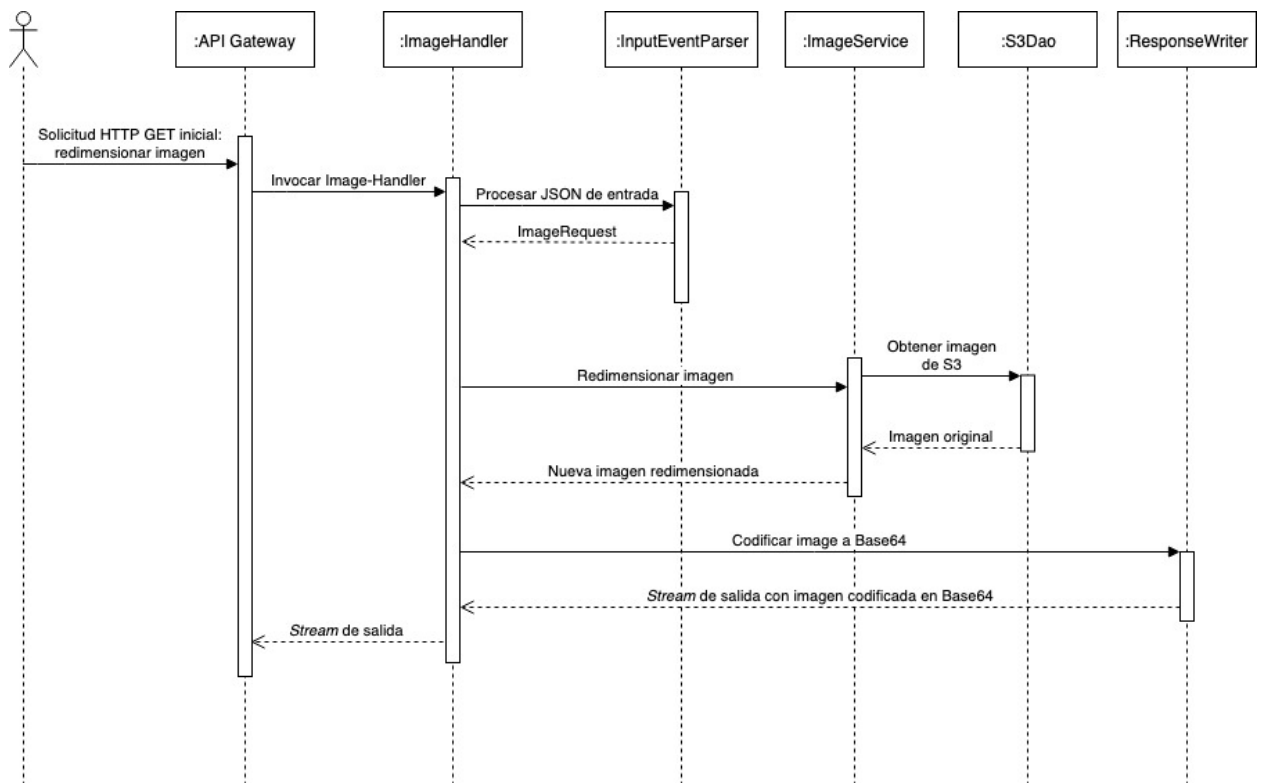 :API Gateway
:ImageHandler
:InputEventParser
:ImageService
:S3Dao
:ResponseWriter
Solicitud HTTP GET inicial:
redimensionar imagen
Invocar Image-Handler
Procesar JSON de entrada
ImageRequest
Obtener imagen
de S3
Redimensionar imagen
Imagen original
Nueva imagen redimensionada
Codificar image a Base64
Stream de salida con imagen codificada en Base64
Stream de salida